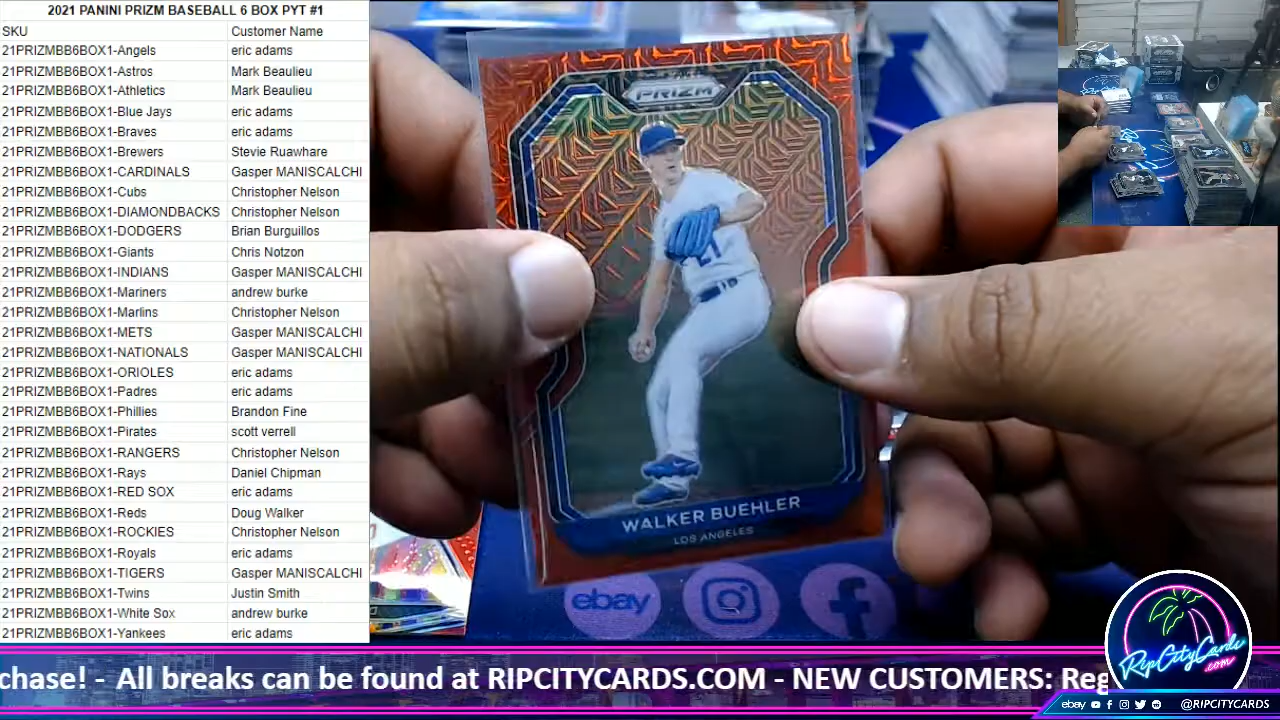 2021 PANINI PRIZM BASEBALL 6 BOX PYT #1
SKU Customer Name
21PRIZMBB6BOX1-Angels eric adams
21PRIZMBB6BOX1-Astros Mark Beaulieu
21PRIZMBB6BOX1-Athletics Mark Beaulieu
21PRIZMBB6BOX1-Blue Jays eric adams
21PRIZMBB6BOX1-Braves eric adams
21PRIZMBB6BOX1-Brewers Stevie Ruawhare
21PRIZMBB6BOX1-CARDINALS Gasper MANISCALCHI
21PRIZMBB6BOX1-Cubs Christopher Nelson
21PRIZMBB6BOX1-DIAMONDBACKS Christopher Nelson
21PRIZMBB6BOX1-DODGERS Brian Burguillos
21PRIZMBB6BOX1-Giants Chris Notzon
21PRIZMBB6BOX1-INDIANS Gasper MANISCALCHI
21PRIZMBB6BOX1-Mariners andrew burke
21PRIZMBB6BOX1-Marlins Christopher Nelson
21PRIZMBB6BOX1-METS Gasper MANISCALCHI
21PRIZMBB6BOX1-NATIONALS Gasper MANISCALCHI
21PRIZMBB6BOX1-ORIOLES eric adams
21PRIZMBB6BOX1-Padres eric adams
21PRIZMBB6BOX1-Phillies Brandon Fine
21PRIZMBB6BOX1-Pirates scott verrell
21PRIZMBB6BOX1-RANGERS Christopher Nelson
21PRIZMBB6BOX1-Rays Daniel Chipman
21PRIZMBB6BOX1-RED SOX eric adams
21PRIZMBB6BOX1-Reds Doug Walker
21PRIZMBB6BOX1-ROCKIES Christopher Nelson
21PRIZMBB6BOX1-Royals eric adams
21PRIZMBB6BOX1-TIGERS Gasper MANISCALCHI
21PRIZMBB6BOX1-Twins Justin Smith
21PRIZMBB6BOX1-White Sox andrew burke
21PRIZMBB6BOX1-Yankees eric adams
PRIZM
21
WALKER BUEHLER
LOS ANGELES
ebay
RipCityCards
.com
chase! - All breaks can be found at RIPCITYCARDS.COM - NEW CUSTOMERS: Reg
ebay @RIPCITYCARDS